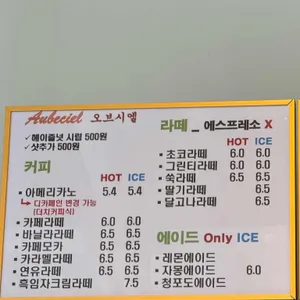 Aubeciel 오브시엘
✓헤이즐넛 시럽 500원
✓샷추가 500원
커피
HOT ICE
• 아메리카노 5.4 5.4
↳ 디카페인 변경 가능
(더치커피식)
• 카페라떼 6.0 6.0
• 바닐라라떼 6.5 6.5
• 카페모카 6.5 6.5
• 카라멜라떼 6.5 6.5
• 연유라떼 6.5 6.5
• 흑임자크림라떼 7.5
라떼 _ 에스프레소 X
HOT ICE
• 초코라떼 6.0 6.0
• 그린티라떼 6.0 6.0
• 쑥라떼 6.5 6.5
• 딸기라떼 6.5
• 달고나라떼 6.5
에이드 Only ICE
• 레몬에이드
• 자몽에이드 6.0
• 청포도에이드